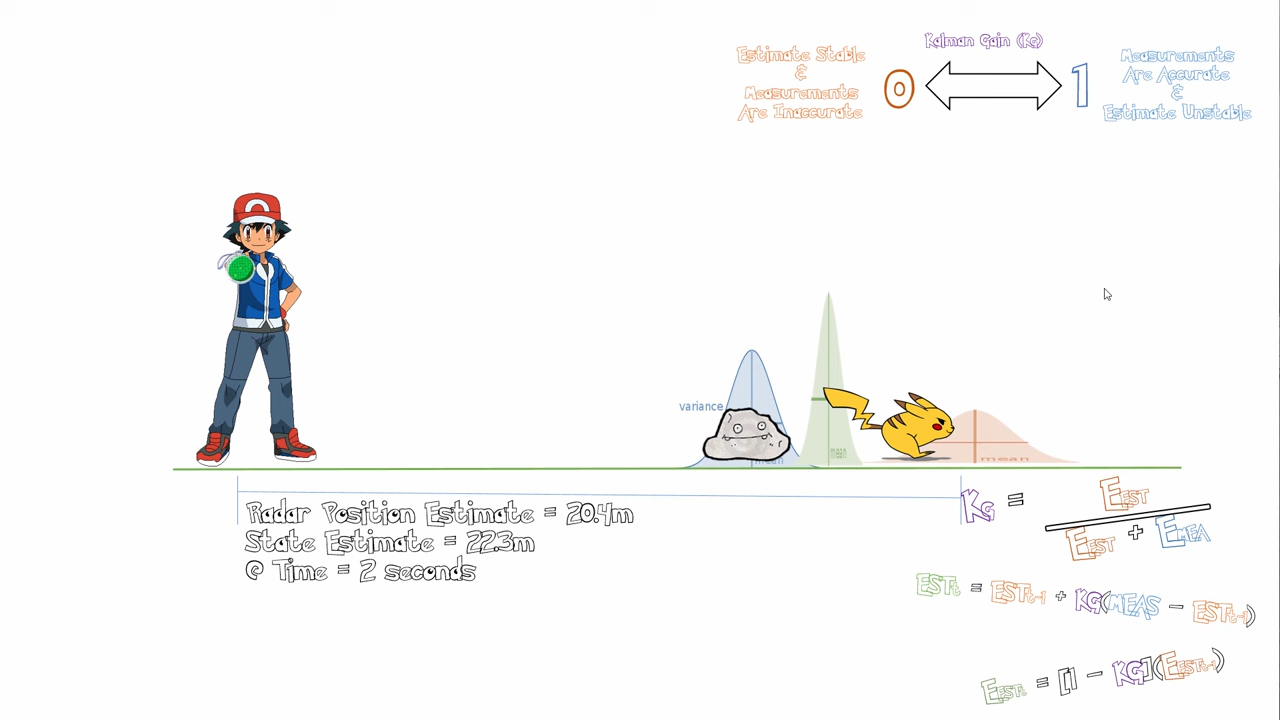 Kalman Gain (Kg)
Estimate Stable
&
Measurements
Are Inaccurate
0
1
Measurements
Are Accurate
&
Estimate Unstable
variance
mean
mean
Radar Position Estimate = 20.4m
State Estimate = 22.3m
@ Time = 2 seconds
KG = EEST
EEST + EMEA
ESTt = ESTt-1 + KG(MEAS - ESTt-1)
EESTt = [1 - KG](EESTt-1)